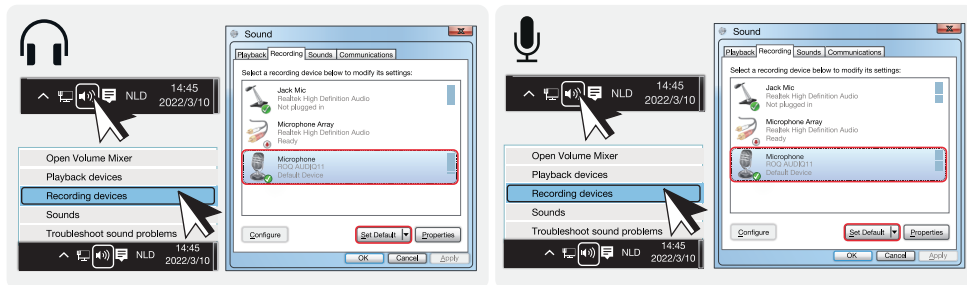 Sound
Playback Recording Sounds Communications
Select a recording device below to modify its settings:
Jack Mic
Realtek High Definition Audio
Not plugged in
Microphone Array
Realtek High Definition Audio
Ready
Microphone
ROQ AUDIQ11
Default Device
Configure Set Default Properties
OK Cancel Apply
NLD 14:45
2022/3/10
Open Volume Mixer
Playback devices
Recording devices
Sounds
Troubleshoot sound problems
NLD 14:45
2022/3/10
Sound
Playback Recording Sounds Communications
Select a recording device below to modify its settings:
Jack Mic
Realtek High Definition Audio
Not plugged in
Microphone Array
Realtek High Definition Audio
Ready
Microphone
ROQ AUDIQ11
Default Device
Configure Set Default Properties
OK Cancel Apply
NLD 14:45
2022/3/10
Open Volume Mixer
Playback devices
Recording devices
Sounds
Troubleshoot sound problems
NLD 14:45
2022/3/10